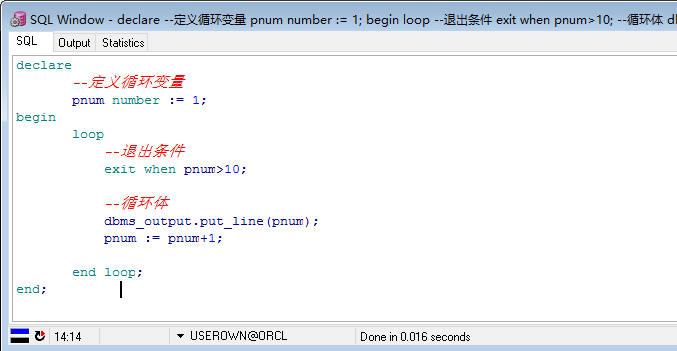 SQL Window - declare --定义循环变量 pnum number := 1; begin loop --退出条件 exit when pnum>10; --循环体 d
SQL Output Statistics
declare
--定义循环变量
pnum number := 1;
begin
loop
--退出条件
exit when pnum>10;
--循环体
dbms_output.put_line(pnum);
pnum := pnum+1;
end loop;
end;
14:14 USEROWN@ORCL Done in 0.016 seconds